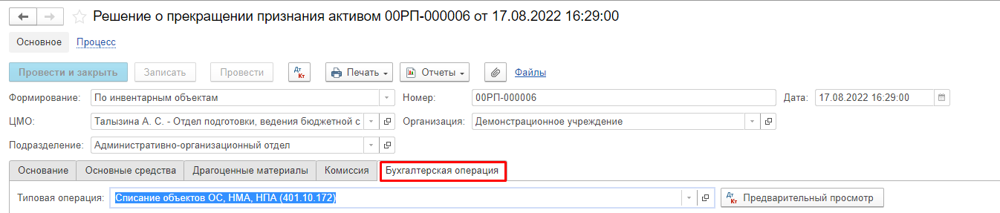 Решение о прекращении признания активом 00РП-000006 от 17.08.2022 16:29:00
Основное Процесс
Провести и закрыть Записать Провести Дт Кт Печать Отчеты Файлы
Формирование: По инвентарным объектам Номер: 00РП-000006 Дата: 17.08.2022 16:29:00
ЦМО: Талызина А. С. - Отдел подготовки, ведения бюджетной с Организация: Демонстрационное учреждение
Подразделение: Административно-организационный отдел
Основание Основные средства Драгоценные материалы Комиссия Бухгалтерская операция
Типовая операция: Списание объектов ОС, НМА, НПА (401.10.172) Дт Кт Предварительный просмотр